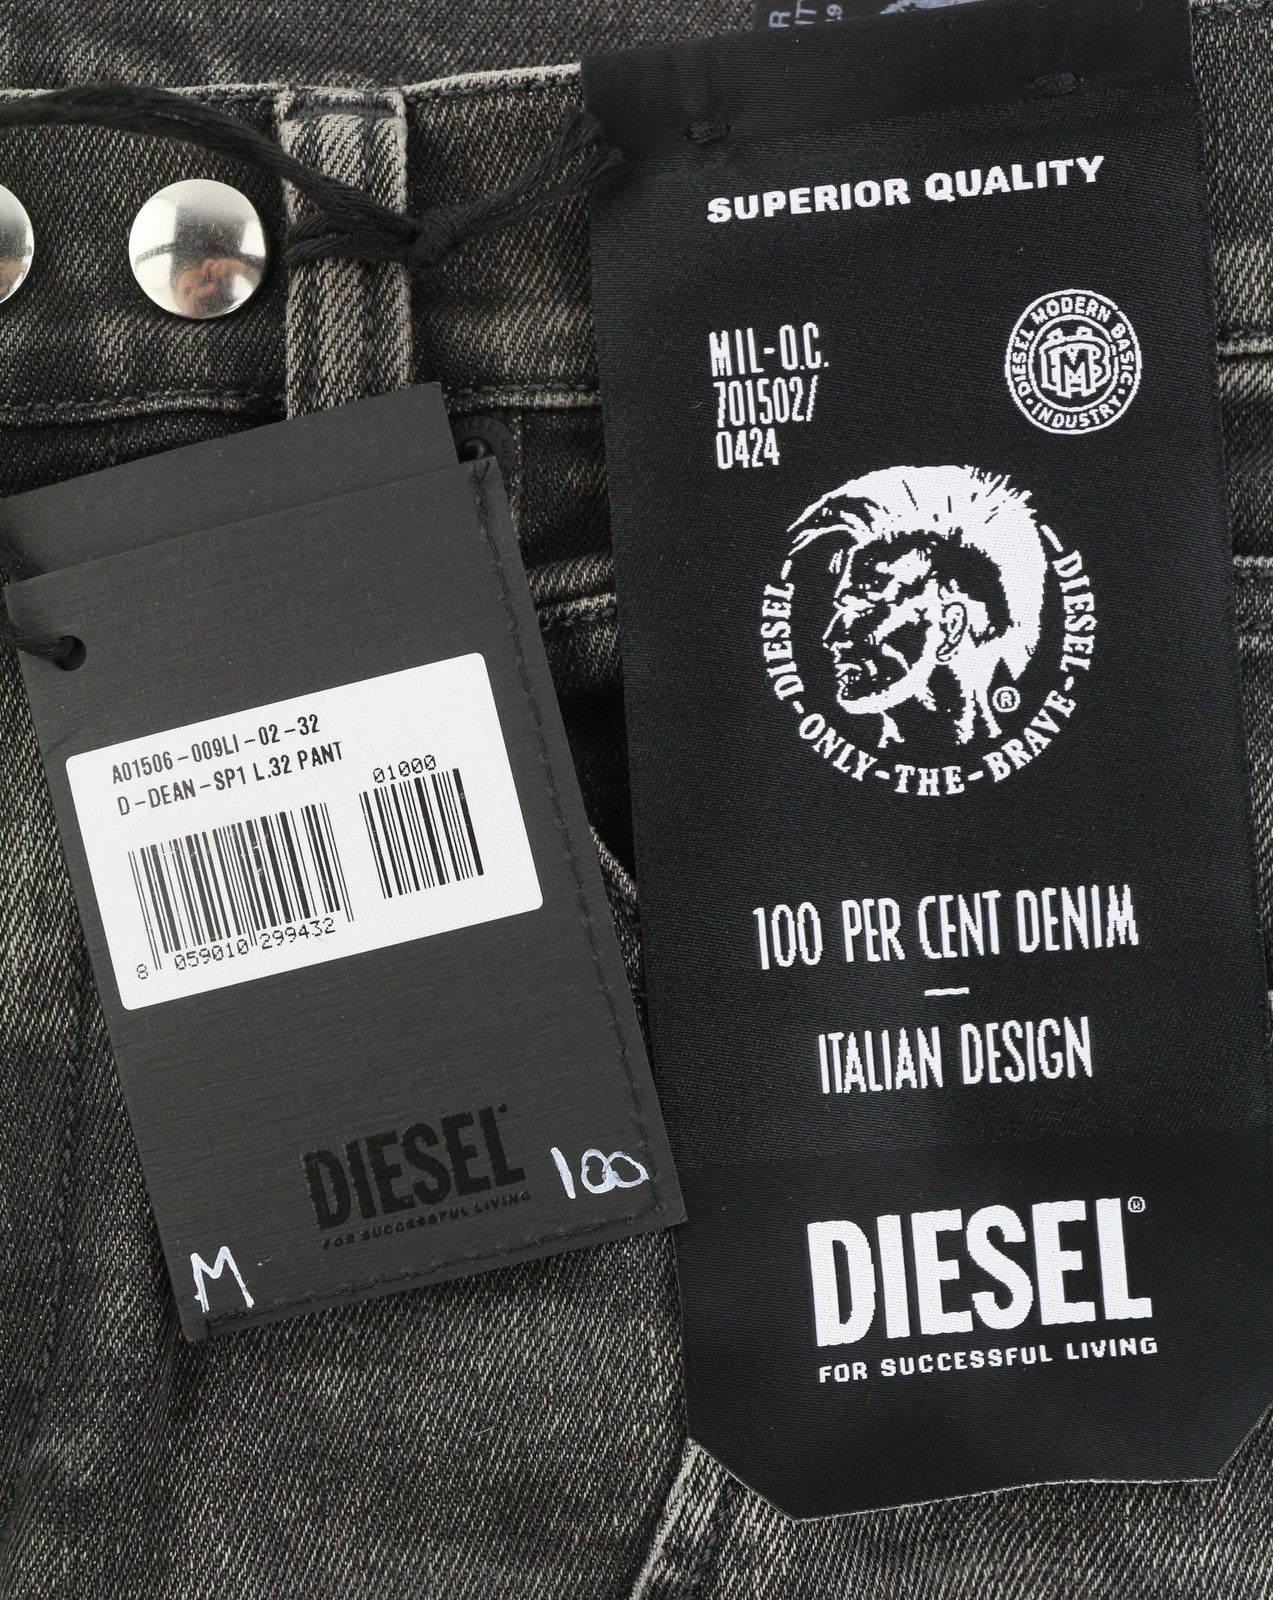 SUPERIOR QUALITY
MIL-O.C.
701502/
0424
DIESEL MODERN BASIC
·INDUSTRY·
DIESEL-ONLY-THE-BRAVE-DIESEL
®
100 PER CENT DENIM
—
ITALIAN DESIGN
DIESEL®
FOR SUCCESSFUL LIVING
A01506-009LI-02-32
D-DEAN-SP1 L.32 PANT
01000
8 059010 299432
DIESEL
FOR SUCCESSFUL LIVING
100
M